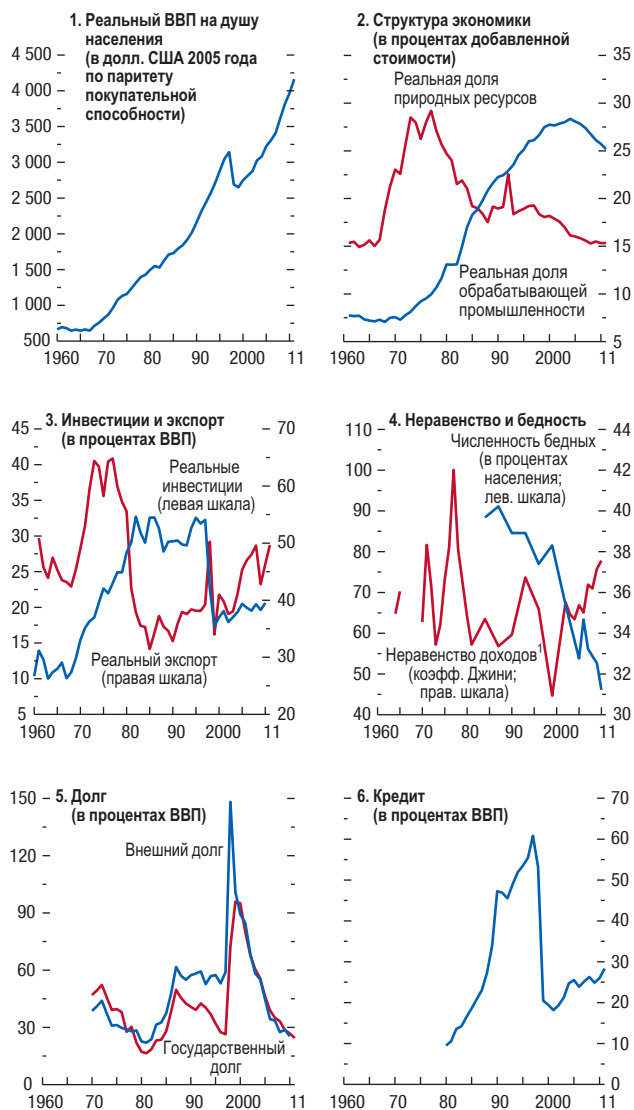 1. Реальный ВВП на душу
населения
(в долл. США 2005 года
по паритету
покупательной
способности)
4 500
4 000
3 500
3 000
2 500
2 000
1 500
1 000
500
1960 70 80 90 2000 11
2. Структура экономики
(в процентах добавленной
стоимости)
Реальная доля
природных ресурсов
Реальная доля
обрабатывающей
промышленности
35
30
25
20
15
10
5
1960 70 80 90 2000 11
3. Инвестиции и экспорт
(в процентах ВВП)
Реальные
инвестиции
(левая шкала)
Реальный экспорт
(правая шкала)
45
40
35
30
25
20
15
10
5
70
60
50
40
30
20
1960 70 80 90 2000 11
4. Неравенство и бедность
Численность бедных
(в процентах
населения;
лев. шкала)
Неравенство доходов1
(коэфф. Джини;
прав. шкала)
110
100
90
80
70
60
50
40
44
42
40
38
36
34
32
30
1960 70 80 90 2000 11
5. Долг
(в процентах ВВП)
Внешний долг
Государственный
долг
150
120
90
60
30
0
1960 70 80 90 2000 11
6. Кредит
(в процентах ВВП)
70
60
50
40
30
20
10
0
1960 70 80 90 2000 11